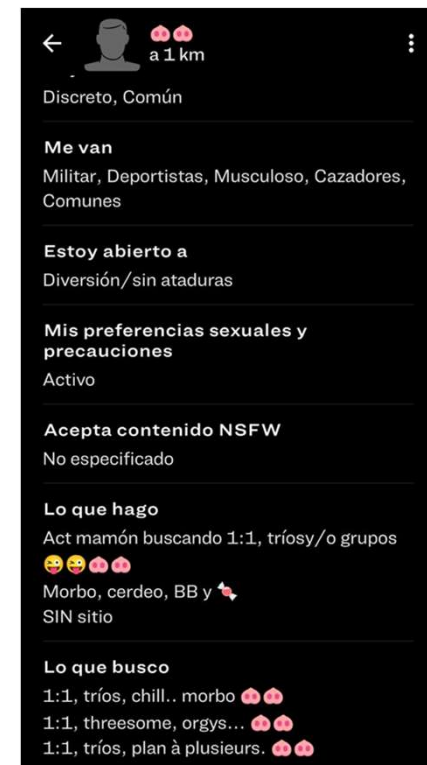 🐽🐽
a 1 km
Discreto, Común
Me van
Militar, Deportistas, Musculoso, Cazadores,
Comunes
Estoy abierto a
Diversión/sin ataduras
Mis preferencias sexuales y
precauciones
Activo
Acepta contenido NSFW
No especificado
Lo que hago
Act mamón buscando 1:1, tríosy/o grupos
😜😜🐽🐽
Morbo, cerdeo, BB y 🍬
SIN sitio
Lo que busco
1:1, tríos, chill.. morbo 🐽🐽
1:1, threesome, orgys... 🐽🐽
1:1, tríos, plan à plusieurs. 🐽🐽